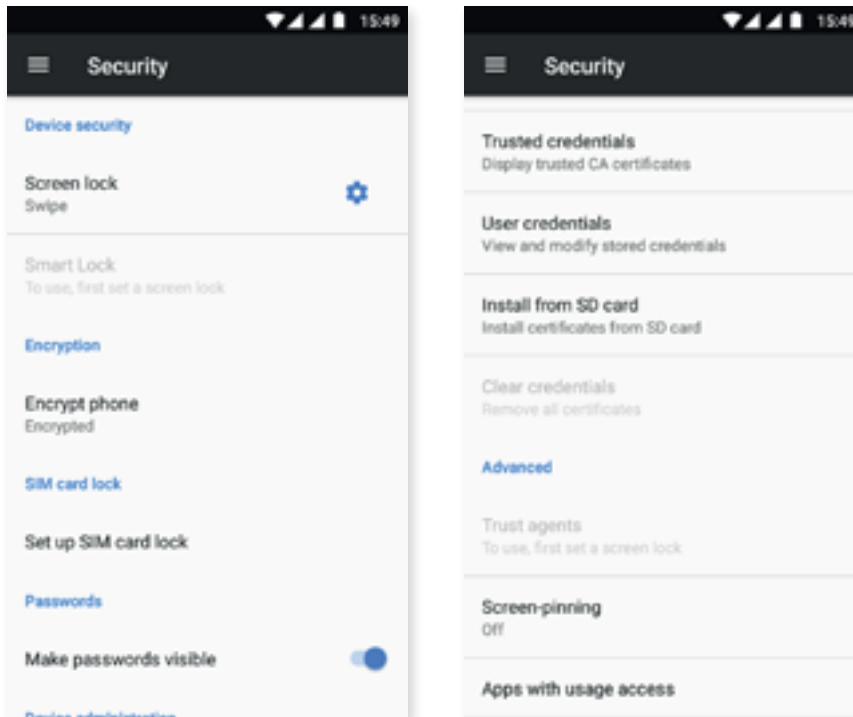 15:49
Security
Device security
Screen lock
Swipe
Smart Lock
To use, first set a screen lock
Encryption
Encrypt phone
Encrypted
SIM card lock
Set up SIM card lock
Passwords
Make passwords visible
Device administration
15:49
Security
Trusted credentials
Display trusted CA certificates
User credentials
View and modify stored credentials
Install from SD card
Install certificates from SD card
Clear credentials
Remove all certificates
Advanced
Trust agents
To use, first set a screen lock
Screen-pinning
Off
Apps with usage access